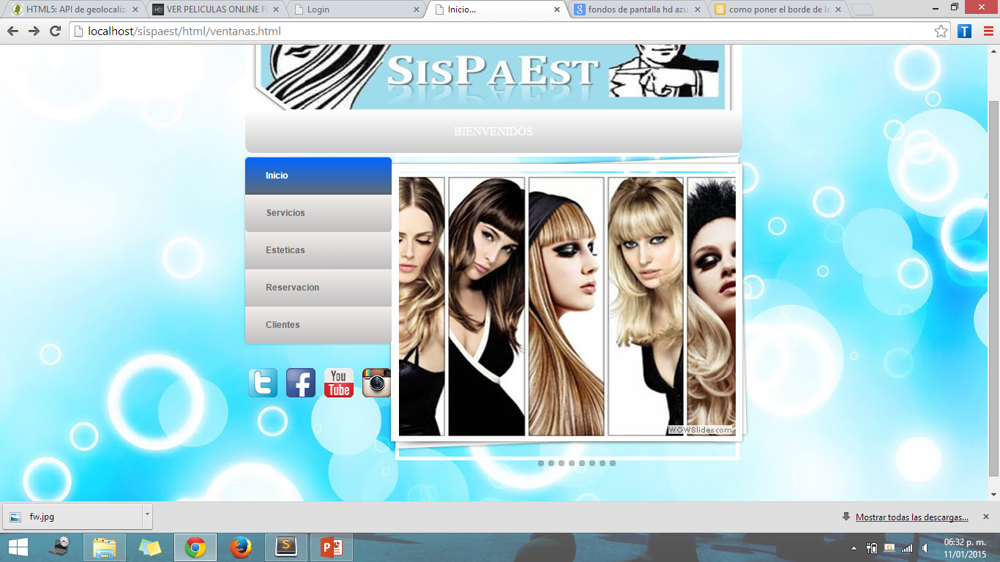 HTML5: API de geolocaliz
VER PELICULAS ONLINE F
Login
Inicio...
fondos de pantalla hd azu
como poner el borde de la
localhost/sispaest/html/ventanas.html
SISPAEST
BIENVENIDOS
Inicio
Servicios
Esteticas
Reservacion
Clientes
You
Tube
WOWSlider.com
fw.jpg
Mostrar todas las descargas...
06:32 p. m.
11/01/2015